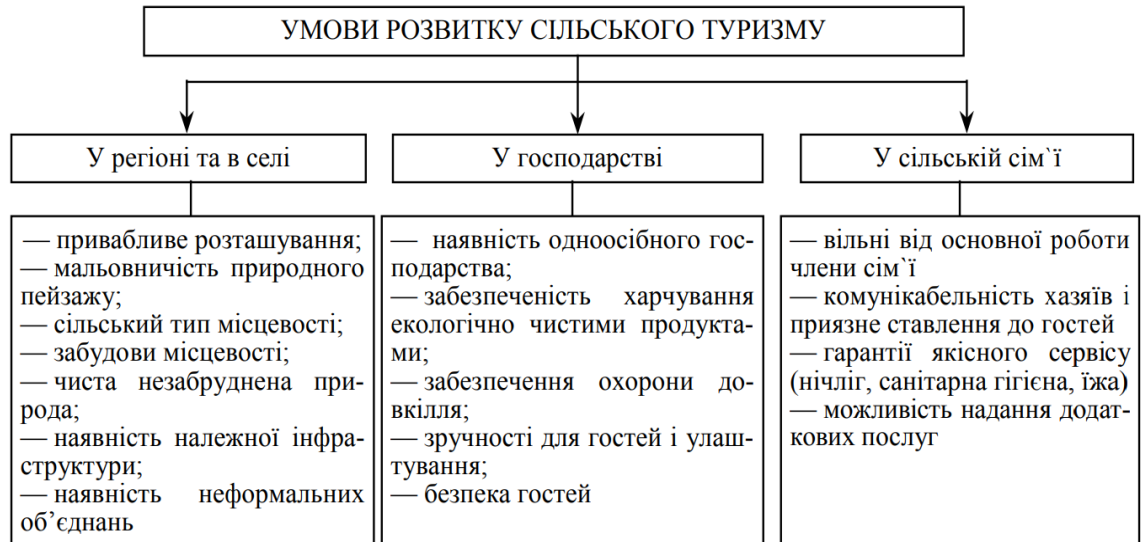 УМОВИ РОЗВИТКУ СІЛЬСЬКОГО ТУРИЗМУ
У регіоні та в селі
— привабливе розташування;
— мальовничість природного
пейзажу;
— сільський тип місцевості;
— забудови місцевості;
— чиста незабруднена при-
рода;
— наявність належної інфра-
структури;
— наявність неформальних
об’єднань
У господарстві
— наявність одноосібного гос-
подарства;
— забезпеченість харчування
екологічно чистими продукта-
ми;
— забезпечення охорони до-
вкілля;
— зручності для гостей і улаш-
тування;
— безпека гостей
У сільській сім`ї
— вільні від основної роботи
члени сім`ї
— комунікабельність хазяїв і
приязне ставлення до гостей
— гарантії якісного сервісу
(нічліг, санітарна гігієна, їжа)
— можливість надання додат-
кових послуг